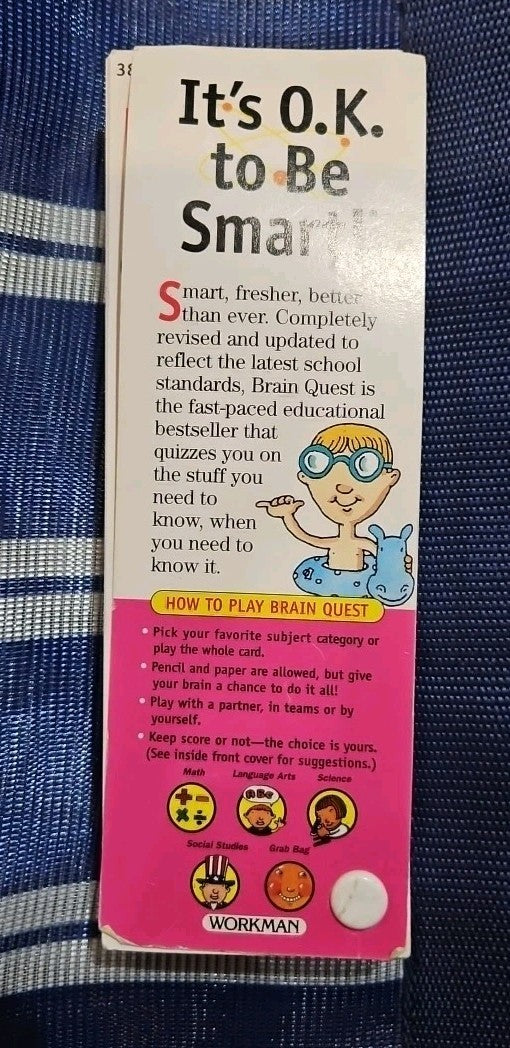 38
It's O.K.
to Be
Smart!
Smart, fresher, better
than ever. Completely
revised and updated to
reflect the latest school
standards, Brain Quest is
the fast-paced educational
bestseller that
quizzes you on
the stuff you
need to
know, when
you need to
know it.
HOW TO PLAY BRAIN QUEST
• Pick your favorite subject category or
play the whole card.
• Pencil and paper are allowed, but give
your brain a chance to do it all!
• Play with a partner, in teams or by
yourself.
• Keep score or not—the choice is yours.
(See inside front cover for suggestions.)
Math Language Arts Science
+ − × ÷
ABC
Social Studies Grab Bag
WORKMAN